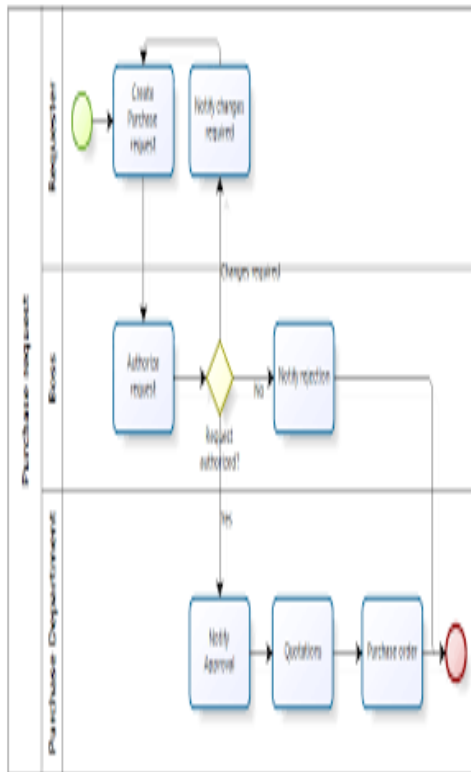 Purchase request
Requester
Create
Purchase
request
Notify changes
required
Changes required
Boss
Authorize
request
Request
authorized?
No
Notify rejection
Yes
Purchase Department
Notify
Approval
Quotations
Purchase order